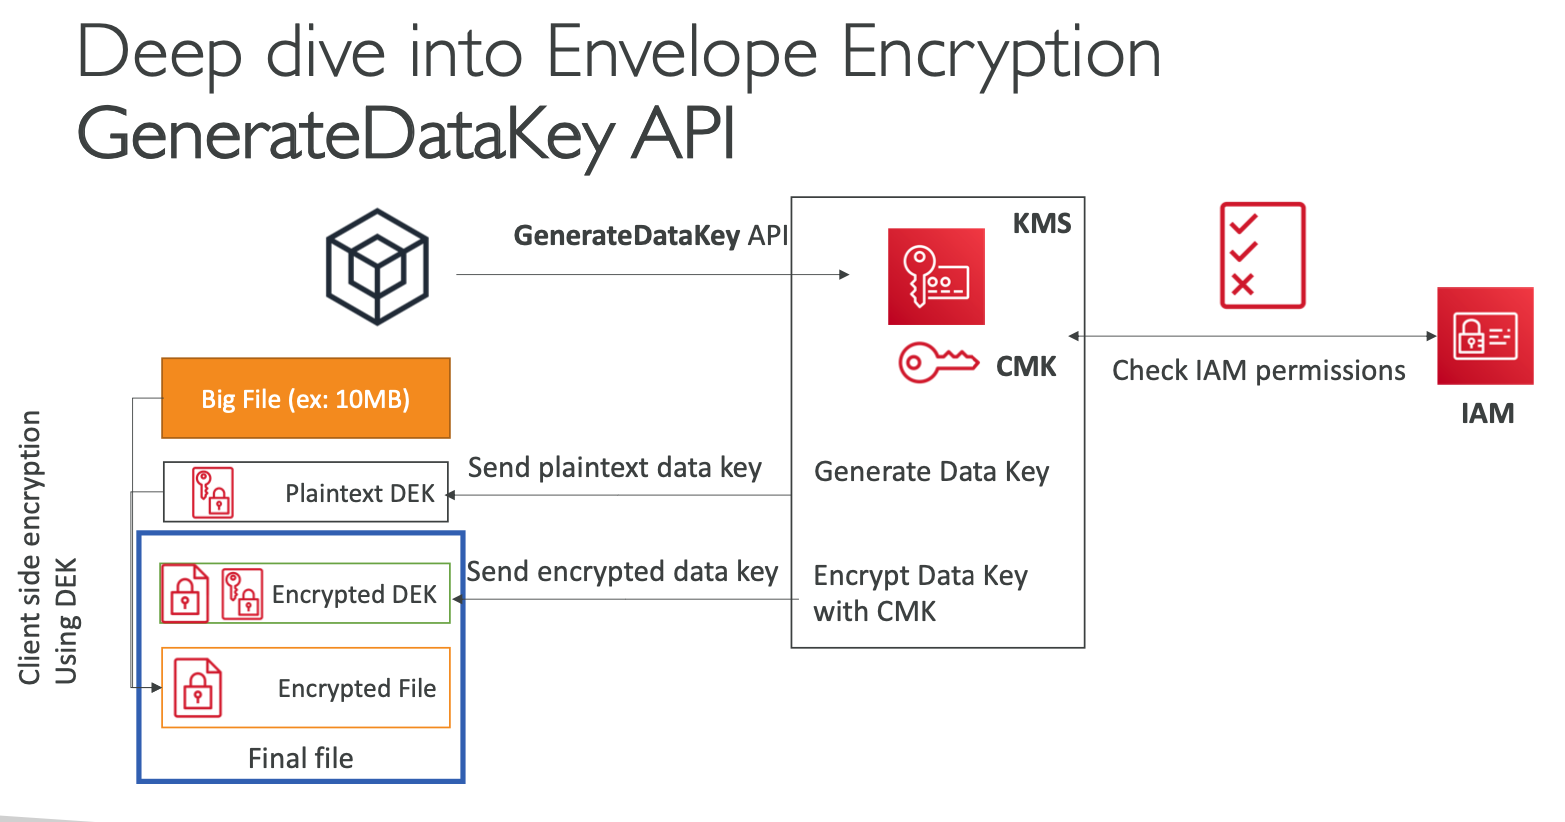 Deep dive into Envelope Encryption
GenerateDataKey API
GenerateDataKey API
KMS
CMK
Check IAM permissions
IAM
Big File (ex: 10MB)
Client side encryption
Using DEK
Send plaintext data key
Generate Data Key
Plaintext DEK
Send encrypted data key
Encrypt Data Key
with CMK
Encrypted DEK
Encrypted File
Final file